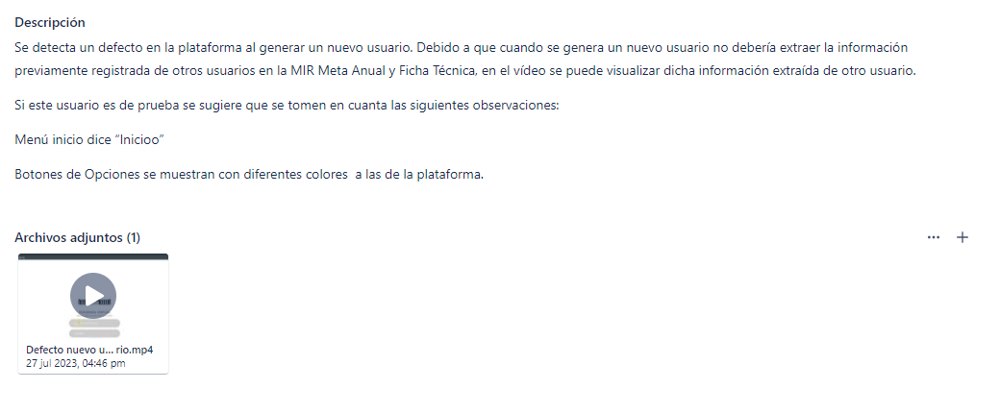 Descripción
Se detecta un defecto en la plataforma al generar un nuevo usuario. Debido a que cuando se genera un nuevo usuario no debería extraer la información
previamente registrada de otros usuarios en la MIR Meta Anual y Ficha Técnica, en el vídeo se puede visualizar dicha información extraída de otro usuario.
Si este usuario es de prueba se sugiere que se tomen en cuanta las siguientes observaciones:
Menú inicio dice “Inicioo”
Botones de Opciones se muestran con diferentes colores  a las de la plataforma.
Archivos adjuntos (1)
Defecto nuevo u... rio.mp4
27 jul 2023, 04:46 pm